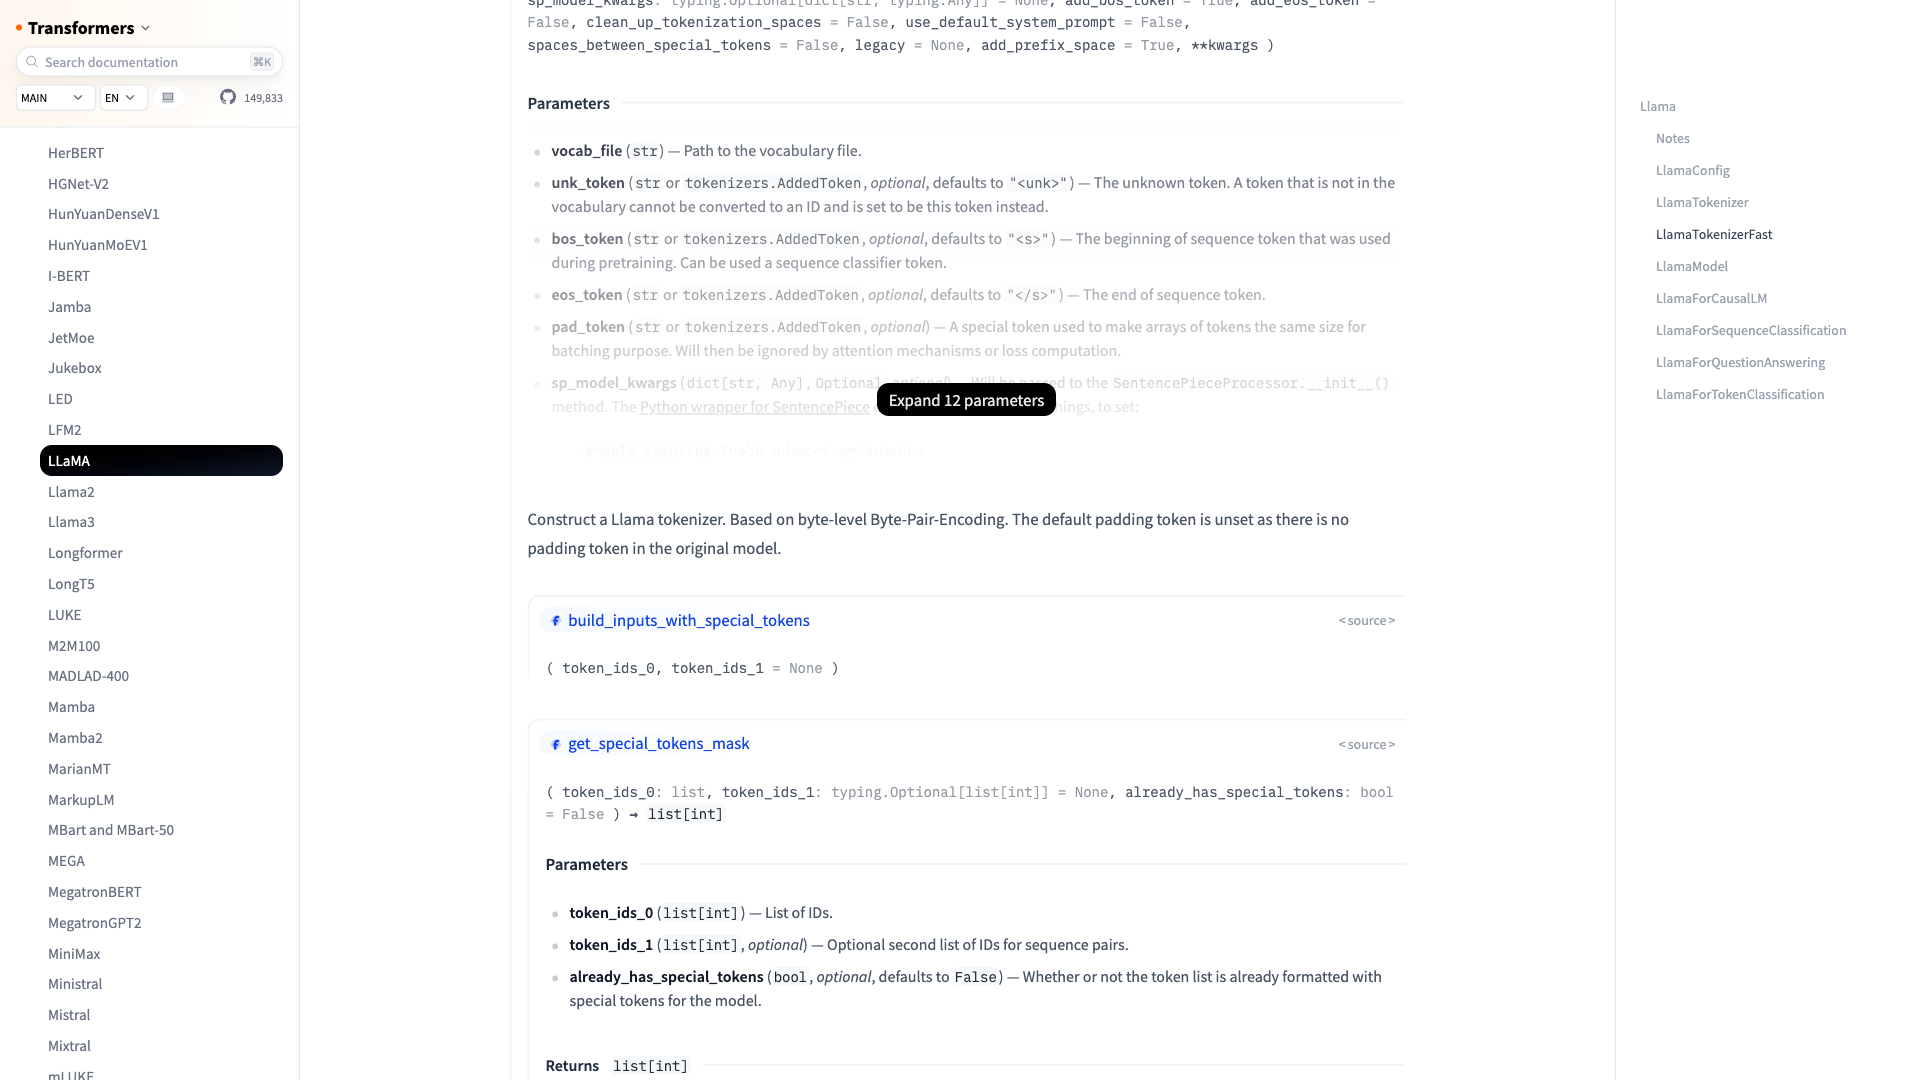 Transformers
Search documentation ⌘K
MAIN EN 149,833
HerBERT
HGNet-V2
HunYuanDenseV1
HunYuanMoEV1
I-BERT
Jamba
JetMoe
Jukebox
LED
LFM2
LLaMA
Llama2
Llama3
Longformer
LongT5
LUKE
M2M100
MADLAD-400
Mamba
Mamba2
MarianMT
MarkupLM
MBart and MBart-50
MEGA
MegatronBERT
MegatronGPT2
MiniMax
Ministral
Mistral
Mixtral
mLUKE
sp_model_kwargs: typing.Optional[dict[str, typing.Any]] = None, add_bos_token = True, add_eos_token =
False, clean_up_tokenization_spaces = False, use_default_system_prompt = False,
spaces_between_special_tokens = False, legacy = None, add_prefix_space = True, **kwargs )
Parameters
vocab_file (str) — Path to the vocabulary file.
unk_token (str or tokenizers.AddedToken, optional, defaults to "<unk>") — The unknown token. A token that is not in the
vocabulary cannot be converted to an ID and is set to be this token instead.
bos_token (str or tokenizers.AddedToken, optional, defaults to "<s>") — The beginning of sequence token that was used
during pretraining. Can be used a sequence classifier token.
eos_token (str or tokenizers.AddedToken, optional, defaults to "</s>") — The end of sequence token.
pad_token (str or tokenizers.AddedToken, optional) — A special token used to make arrays of tokens the same size for
batching purpose. Will then be ignored by attention mechanisms or loss computation.
sp_model_kwargs (dict[str, Any], Optional, optional) — Will be passed to the SentencePieceProcessor.__init__()
method. The Python wrapper for SentencePiece
Expand 12 parameters
to set:
enable_sampling: Enable subword regularization.
Construct a Llama tokenizer. Based on byte-level Byte-Pair-Encoding. The default padding token is unset as there is no
padding token in the original model.
build_inputs_with_special_tokens
<source>
( token_ids_0, token_ids_1 = None )
get_special_tokens_mask
<source>
( token_ids_0: list, token_ids_1: typing.Optional[list[int]] = None, already_has_special_tokens: bool
= False ) → list[int]
Parameters
token_ids_0 (list[int]) — List of IDs.
token_ids_1 (list[int], optional) — Optional second list of IDs for sequence pairs.
already_has_special_tokens (bool, optional, defaults to False) — Whether or not the token list is already formatted with
special tokens for the model.
Returns list[int]
Llama
Notes
LlamaConfig
LlamaTokenizer
LlamaTokenizerFast
LlamaModel
LlamaForCausalLM
LlamaForSequenceClassification
LlamaForQuestionAnswering
LlamaForTokenClassification